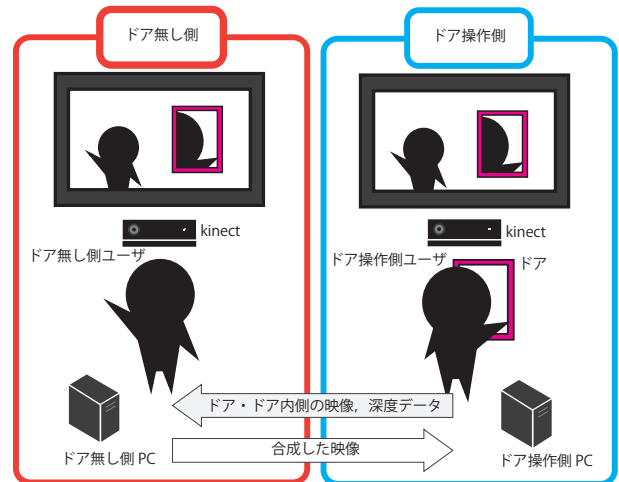 ドア無し側
ドア操作側
kinect
kinect
ドア無し側ユーザ
ドア操作側ユーザ
ドア
ドア・ドア内側の映像，深度データ
合成した映像
ドア無し側 PC
ドア操作側 PC